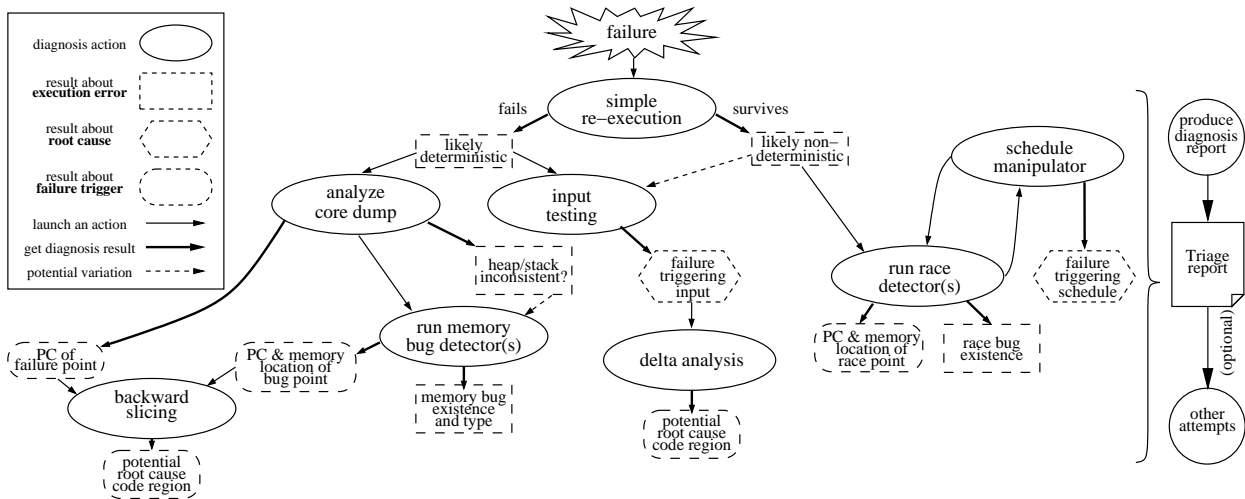 diagnosis action
result about
execution error
result about
root cause
result about
failure trigger
launch an action
get diagnosis result
potential variation
failure
simple
re−execution
fails
survives
likely
deterministic
likely non−
deterministic
analyze
core dump
input
testing
schedule
manipulator
heap/stack
inconsistent?
failure
triggering
input
run race
detector(s)
failure
triggering
schedule
PC of
failure point
PC & memory
location of
bug point
run memory
bug detector(s)
delta analysis
PC & memory
location of
race point
race bug
existence
backward
slicing
memory bug
existence
and type
potential
root cause
code region
potential
root cause
code region
produce
diagnosis
report
Triage
report
(optional)
other
attempts